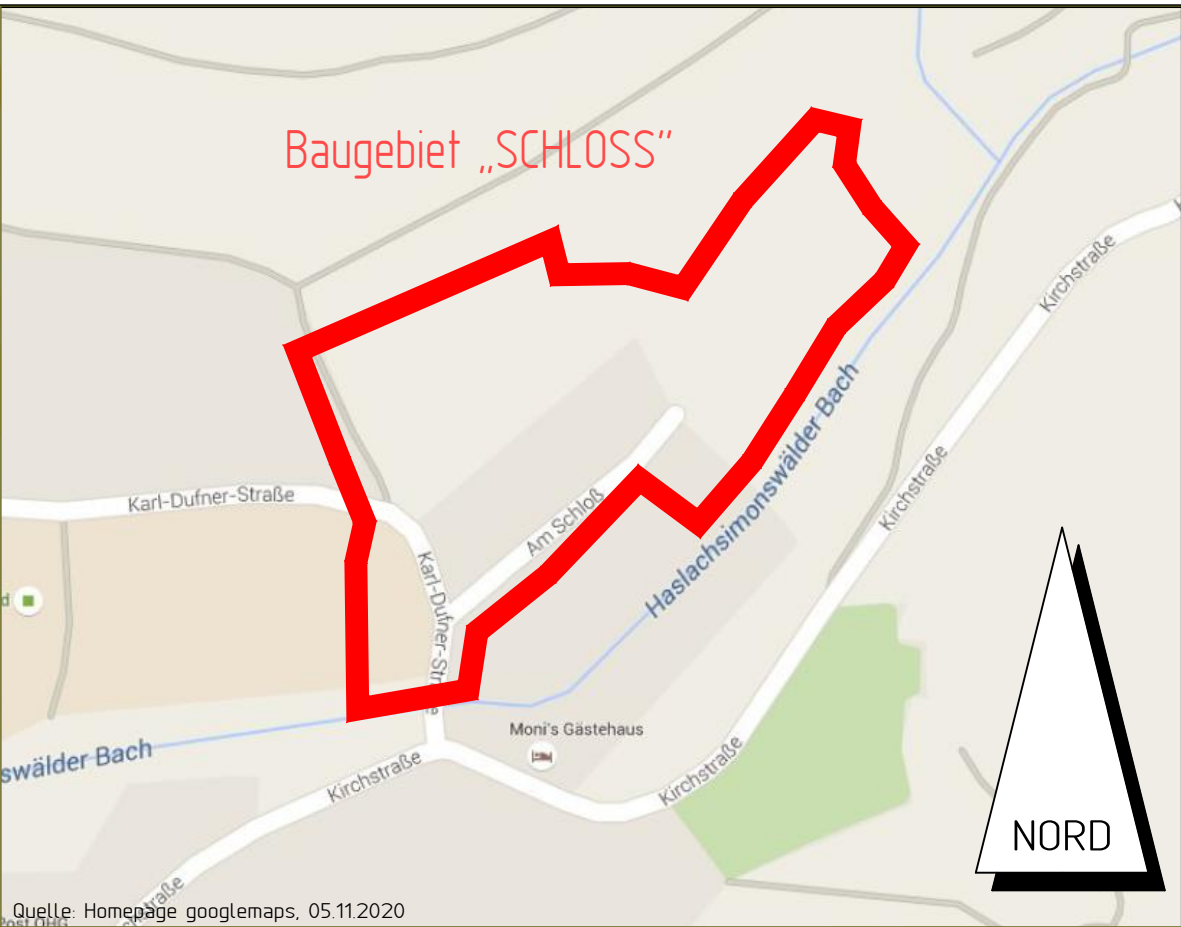 Baugebiet „SCHLOSS“
Kirchstraße
Haslachsimonswälder Bach
Karl-Dufner-Straße
Am Schloß
Kirchstraße
Karl-Dufner-Straße
d
Moni's Gästehaus
swälder Bach
Kirchstraße
Kirchstraße
NORD
Quelle: Homepage googlemaps, 05.11.2020